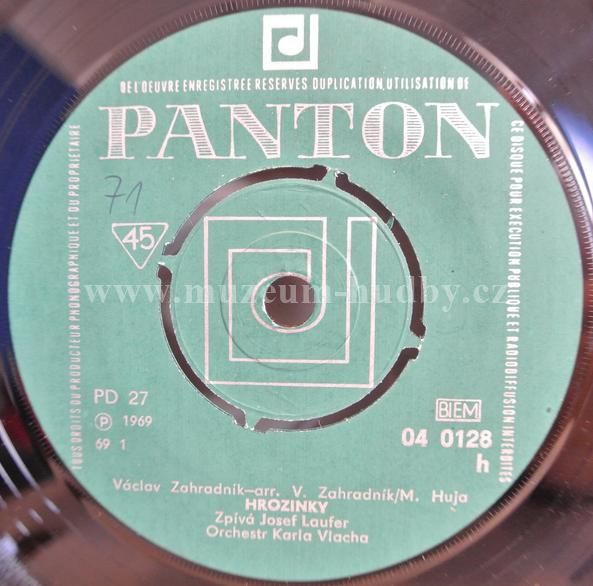 DE L'OEUVRE ENREGISTREE RESERVES DUPLICATION, UTILISATION DE
PANTON
TOUS DROITS DU PRODUCTEUR PHONOGRAPHIQUE ET DU PROPRIETAIRE
CE DISQUE POUR EXECUTION PUBLIQUE ET RADIODIFFUSION INTERDITES
71
45
www.muzeum-hudby.cz
PD 27
Ⓟ 1969
69 1
BIEM
04 0128
h
Václav Zahradník—arr. V. Zahradník/M. Huja
HROZINKY
Zpívá Josef Laufer
Orchestr Karla Vlacha